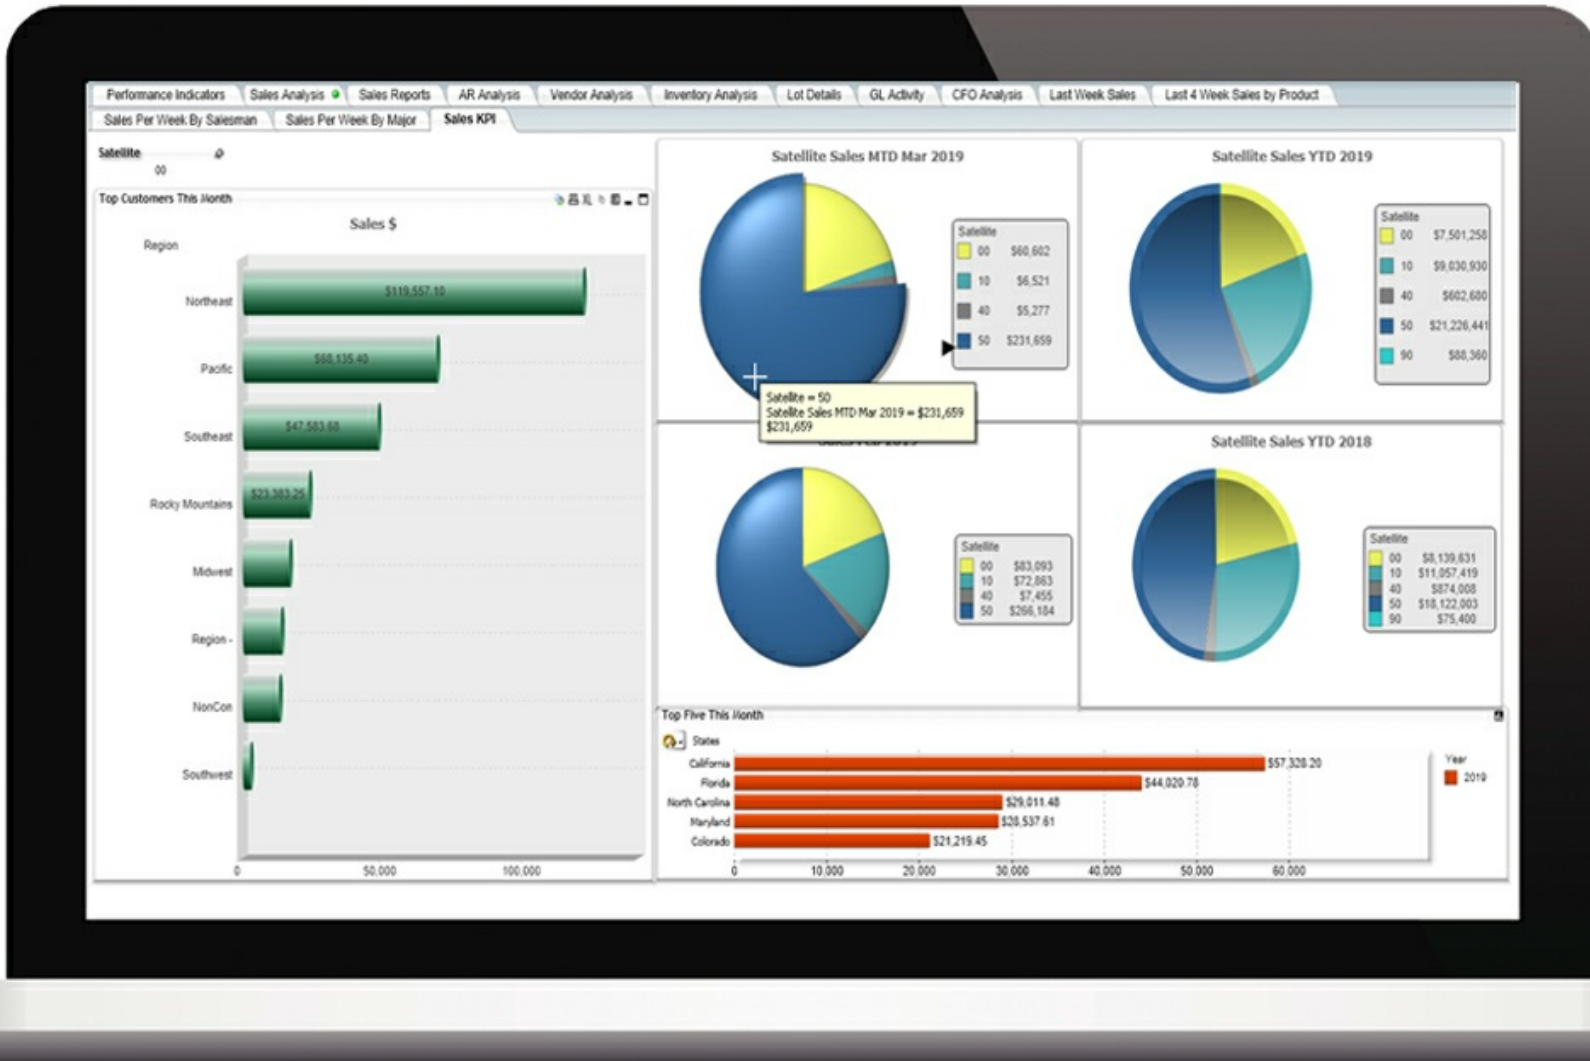 Performance Indicators Sales Analysis Sales Reports AR Analysis Vendor Analysis Inventory Analysis Lot Details GL Activity CFO Analysis Last Week Sales Last 4 Week Sales by Product
Sales Per Week By Salesman Sales Per Week By Major Sales KPI
Satellite
00
Top Customers This Month
Sales $
Region
Northeast $119,557.10
Pacific $68,135.40
Southeast $47,583.68
Rocky Mountains $23,383.25
Midwest
Region -
NonCon
Southwest
0 50,000 100,000
Satellite Sales MTD Mar 2019
Satellite
00 $60,602
10 $6,521
40 $5,277
50 $231,659
Satellite = 50
Satellite Sales MTD Mar 2019 = $231,659
$231,659
Satellite Sales YTD 2019
Satellite
00 $7,501,258
10 $9,030,930
40 $602,680
50 $21,226,441
90 $88,360
Satellite
00 $83,093
10 $72,863
40 $7,455
50 $266,184
Satellite Sales YTD 2018
Satellite
00 $8,139,631
10 $11,057,419
40 $874,008
50 $18,122,003
90 $75,400
Top Five This Month
States
California $57,328.20
Florida $44,020.78
North Carolina $29,011.48
Maryland $28,537.61
Colorado $21,219.45
0 10,000 20,000 30,000 40,000 50,000 60,000
Year
2019